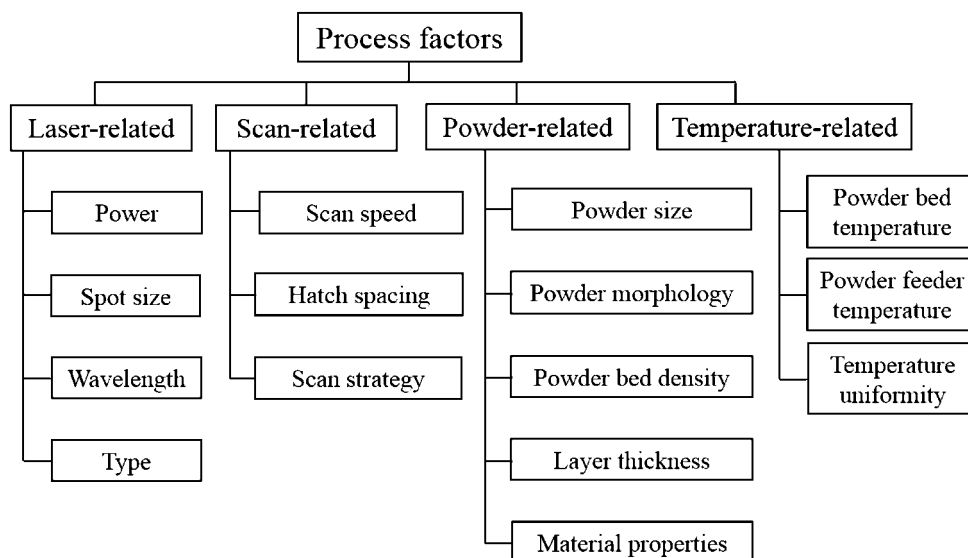 Process factors
Laser-related
Scan-related
Powder-related
Temperature-related
Power
Spot size
Wavelength
Type
Scan speed
Hatch spacing
Scan strategy
Powder size
Powder morphology
Powder bed density
Layer thickness
Material properties
Powder bed
temperature
Powder feeder
temperature
Temperature
uniformity